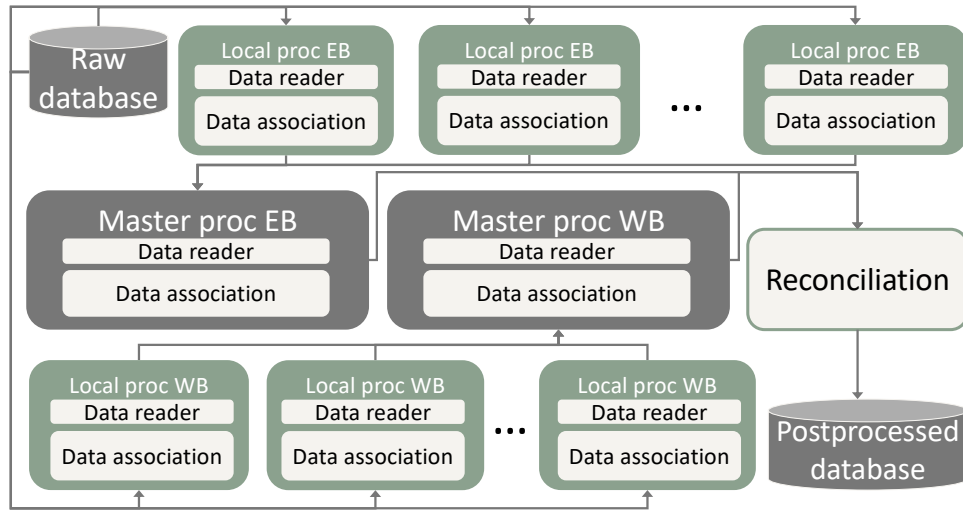 Raw
database
Local proc EB
Data reader
Data association
Local proc EB
Data reader
Data association
...
Local proc EB
Data reader
Data association
Master proc EB
Data reader
Data association
Master proc WB
Data reader
Data association
Reconciliation
Local proc WB
Data reader
Data association
Local proc WB
Data reader
Data association
...
Local proc WB
Data reader
Data association
Postprocessed
database